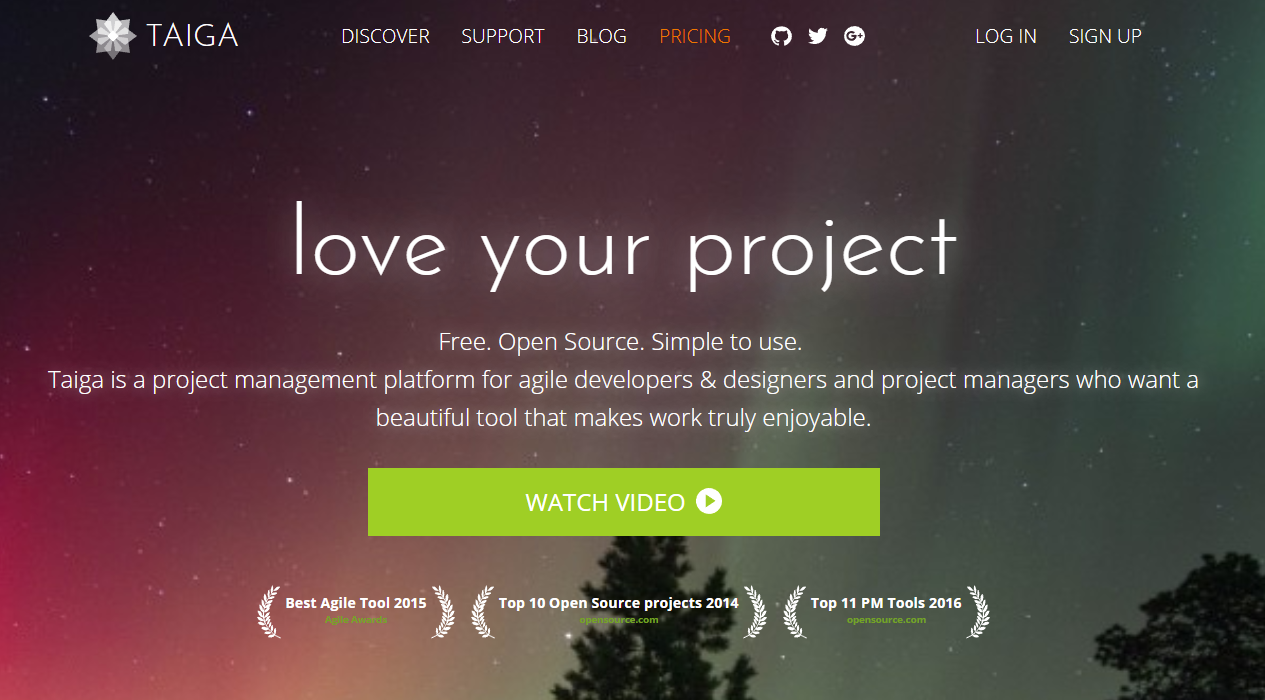 TAIGA
DISCOVER SUPPORT BLOG PRICING
LOG IN SIGN UP
love your project
Free. Open Source. Simple to use.
Taiga is a project management platform for agile developers & designers and project managers who want a
beautiful tool that makes work truly enjoyable.
WATCH VIDEO
Best Agile Tool 2015
Agile Awards
Top 10 Open Source projects 2014
opensource.com
Top 11 PM Tools 2016
opensource.com